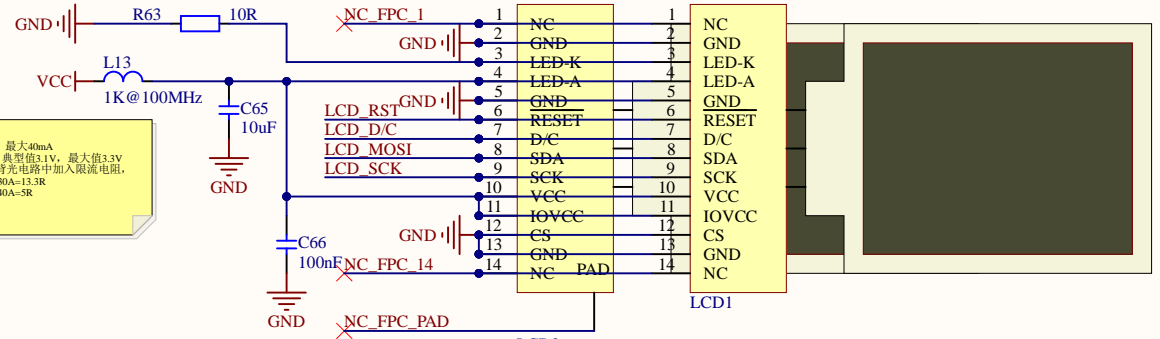 GND
R63
10R
NC_FPC_1
GND
VCC
L13
1K@100MHz
C65
10uF
GND
GND
LCD_RST
LCD_D/C
LCD_MOSI
LCD_SCK
最大40mA
典型值3.1V，最大值3.3V
背光电路中加入限流电阻，
30A=13.3R
40A=5R
C66
100nF
GND
GND
NC_FPC_14
NC_FPC_PAD
1 NC
2 GND
3 LED-K
4 LED-A
5 GND
6 RESET
7 D/C
8 SDA
9 SCK
10 VCC
11 IOVCC
12 CS
13 GND
14 NC
PAD
1 NC
2 GND
3 LED-K
4 LED-A
5 GND
6 RESET
7 D/C
8 SDA
9 SCK
10 VCC
11 IOVCC
12 CS
13 GND
14 NC
LCD1